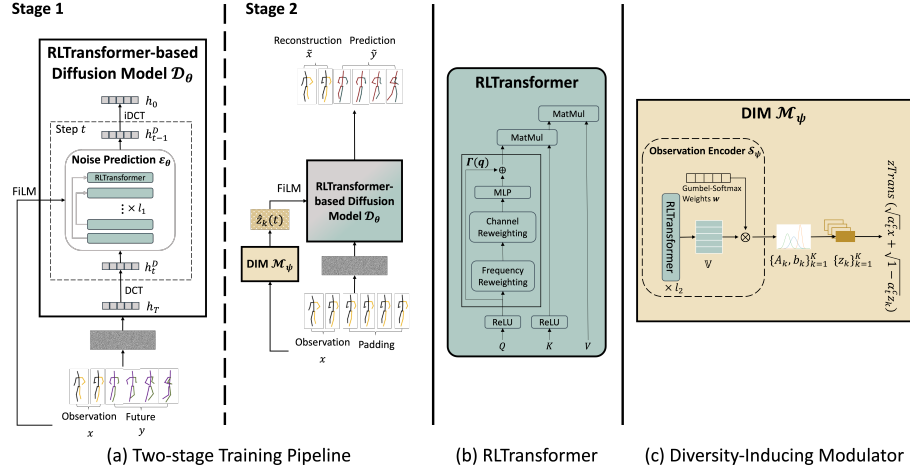 Stage 1
RLTransformer-based
Diffusion Model 𝒟θ
h₀
iDCT
Step t
hᴰₜ₋₁
Noise Prediction εθ
RLTransformer
⋮ × l₁
FiLM
hᴰₜ
DCT
h_T
Observation
x
Future
y
Stage 2
Reconstruction
x̃
Prediction
ỹ
FiLM
RLTransformer-
based Diffusion
Model 𝒟θ
ẑₖ(t)
DIM ℳψ
Observation
x
Padding
RLTransformer
MatMul
MatMul
Γ(q)
⊕
MLP
Channel
Reweighting
Frequency
Reweighting
ReLU
ReLU
Q
K
V
DIM ℳψ
Observation Encoder 𝒮ψ
Gumbel-Softmax
Weights w
RLTransformer
⊗
× l₂
𝕍
{Aₖ, bₖ}ᴷₖ₌₁
{zₖ}ᴷₖ₌₁
(a) Two-stage Training Pipeline
(b) RLTransformer
(c) Diversity-Inducing Modulator